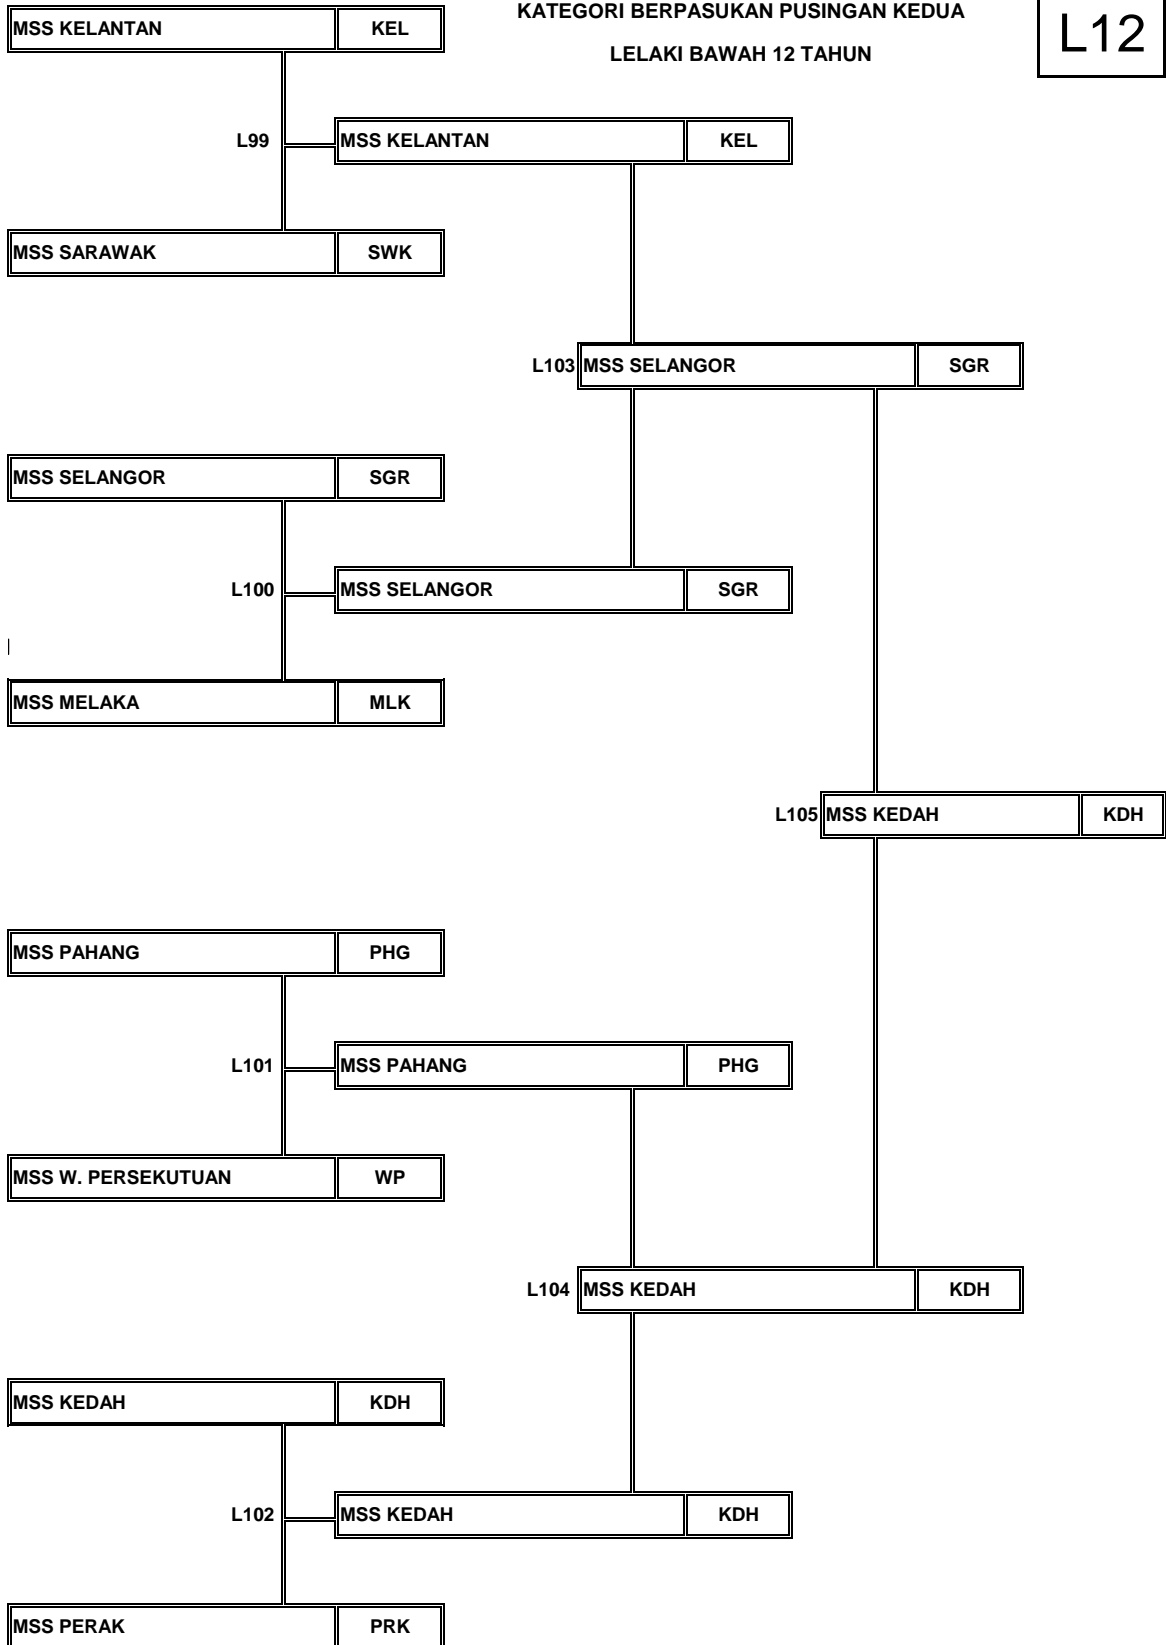 MSS KELANTAN KEL
KATEGORI BERPASUKAN PUSINGAN KEDUA
LELAKI BAWAH 12 TAHUN
L12
L99 MSS KELANTAN KEL
MSS SARAWAK SWK
L103 MSS SELANGOR SGR
MSS SELANGOR SGR
L100 MSS SELANGOR SGR
MSS MELAKA MLK
L105 MSS KEDAH KDH
MSS PAHANG PHG
L101 MSS PAHANG PHG
MSS W. PERSEKUTUAN WP
L104 MSS KEDAH KDH
MSS KEDAH KDH
L102 MSS KEDAH KDH
MSS PERAK PRK